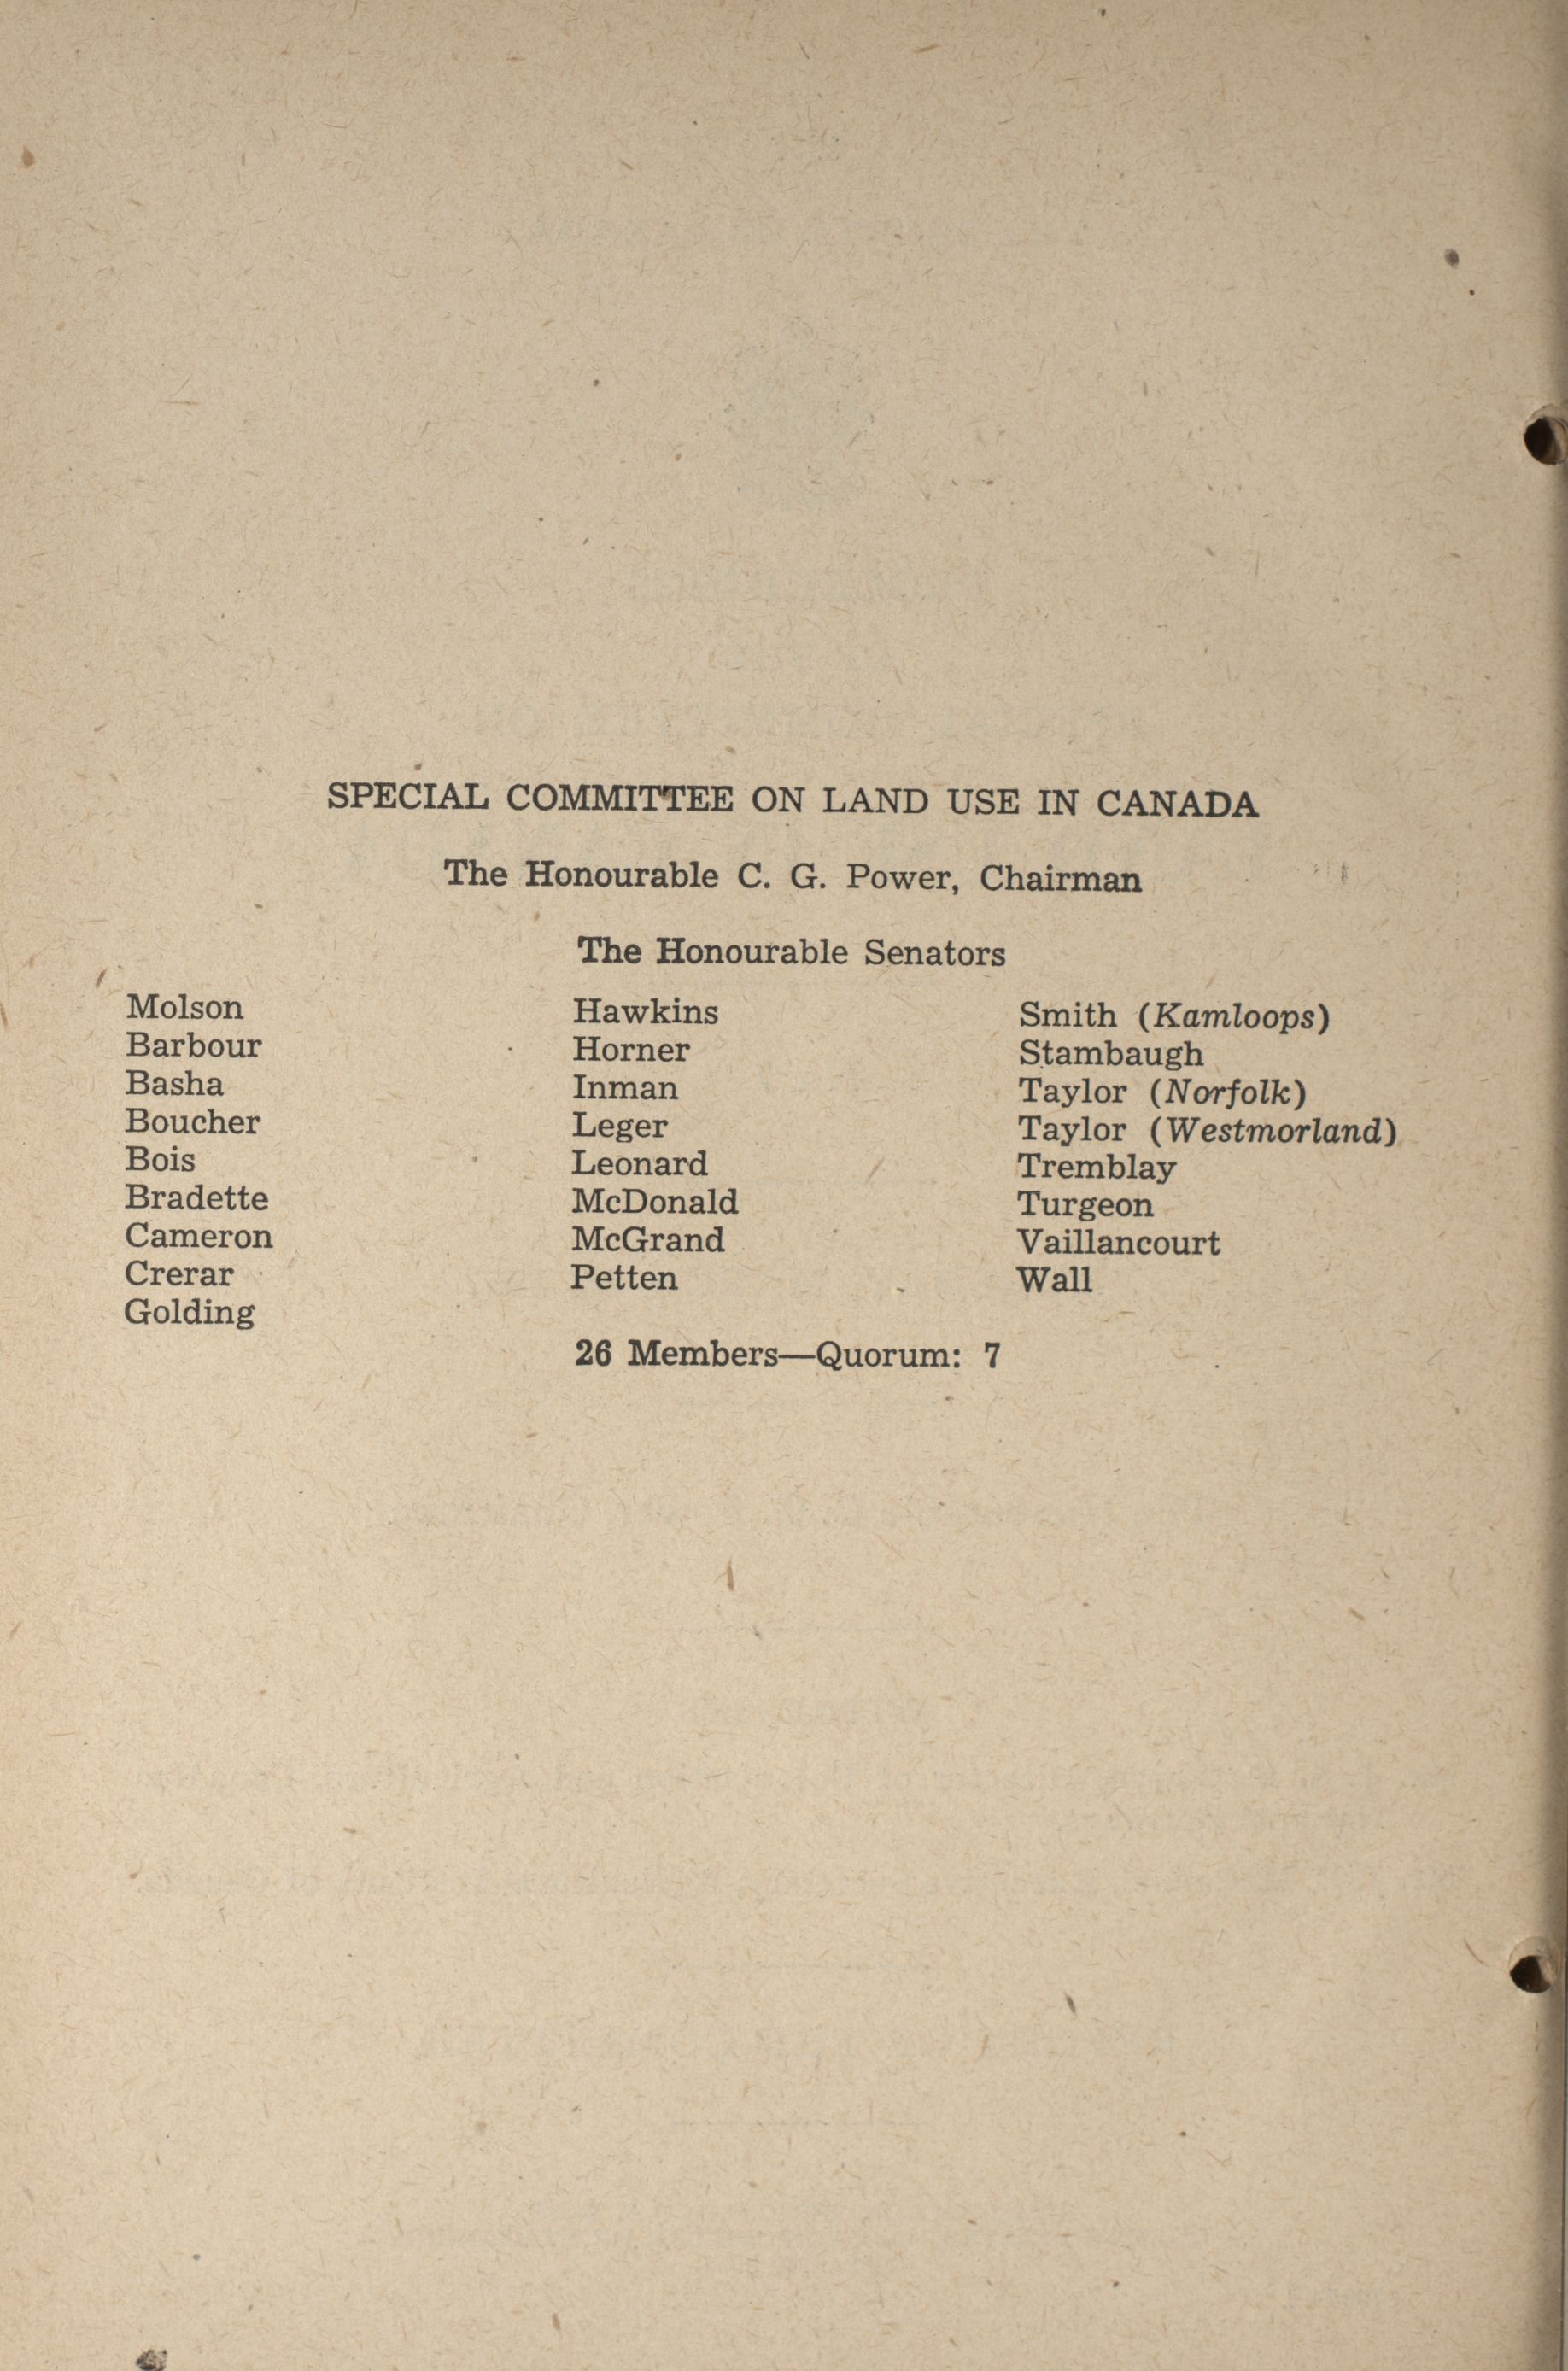 SPECIAL COMMITTEE ON LAND USE IN CANADA
The Honourable C. G. Power, Chairman
The Honourable Senators
Molson
Barbour
Basha
Boucher
Bois
Bradette
Cameron
Crerar
Golding
Hawkins
Horner
Inman
Leger
Leonard
McDonald
McGrand
Petten
Smith (Kamloops)
Stambaugh
Taylor (Norfolk)
Taylor (Westmorland)
Tremblay
Turgeon
Vaillancourt
Wall
26 Members—Quorum: 7